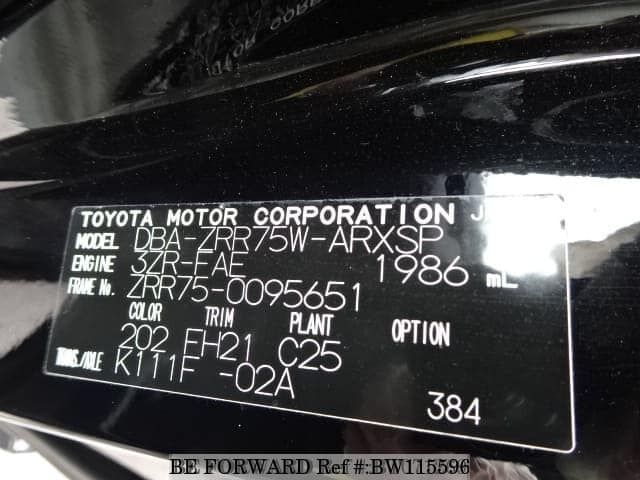 TOYOTA MOTOR CORPORATION J
MODEL DBA-ZRR75W-ARXSP
ENGINE 3ZR-FAE 1986 mL
FRAME No. ZRR75-0095651
COLOR TRIM PLANT OPTION
202 EH21 C25
TRANS./AXLE K111F -02A
384
BE FORWARD Ref #:BW115596